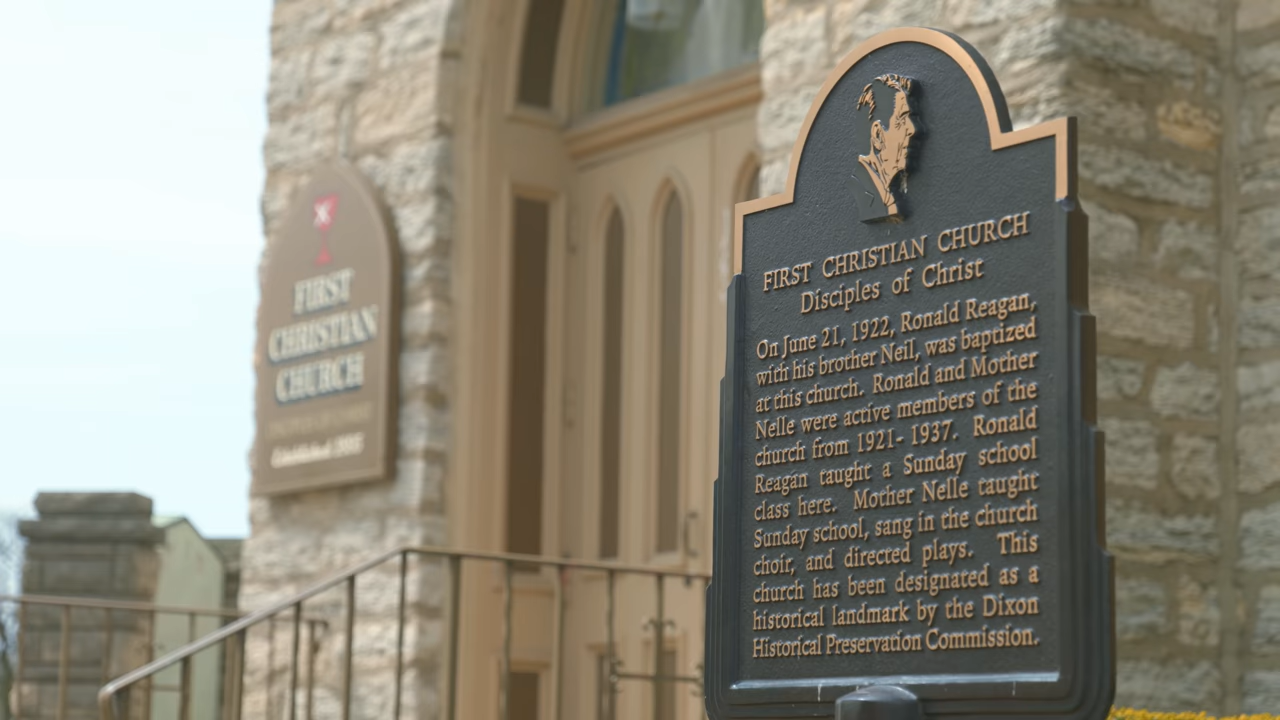 FIRST
CHRISTIAN
CHURCH
FIRST CHRISTIAN CHURCH
Disciples of Christ
On June 21, 1922, Ronald Reagan,
with his brother Neil, was baptized
at this church. Ronald and Mother
Nelle were active members of the
church from 1921- 1937. Ronald
Reagan taught a Sunday school
class here. Mother Nelle taught
Sunday school, sang in the church
choir, and directed plays. This
church has been designated as a
historical landmark by the Dixon
Historical Preservation Commission.